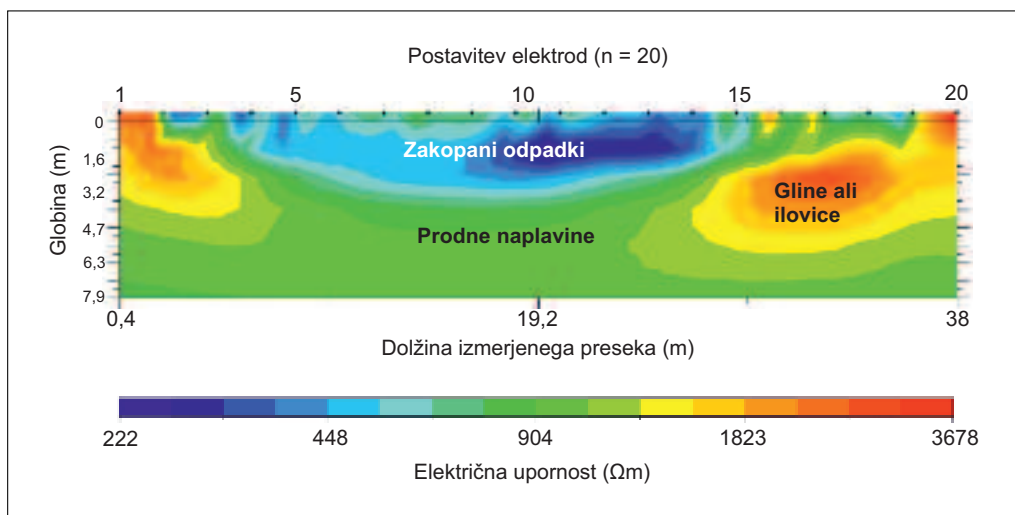 Postavitev elektrod (n = 20)
1 5 10 15 20
Globina (m)
0
1,6
3,2
4,7
6,3
7,9
Zakopani odpadki
Gline ali
ilovice
Prodne naplavine
0,4 19,2 38
Dolžina izmerjenega preseka (m)
222 448 904 1823 3678
Električna upornost (Ωm)